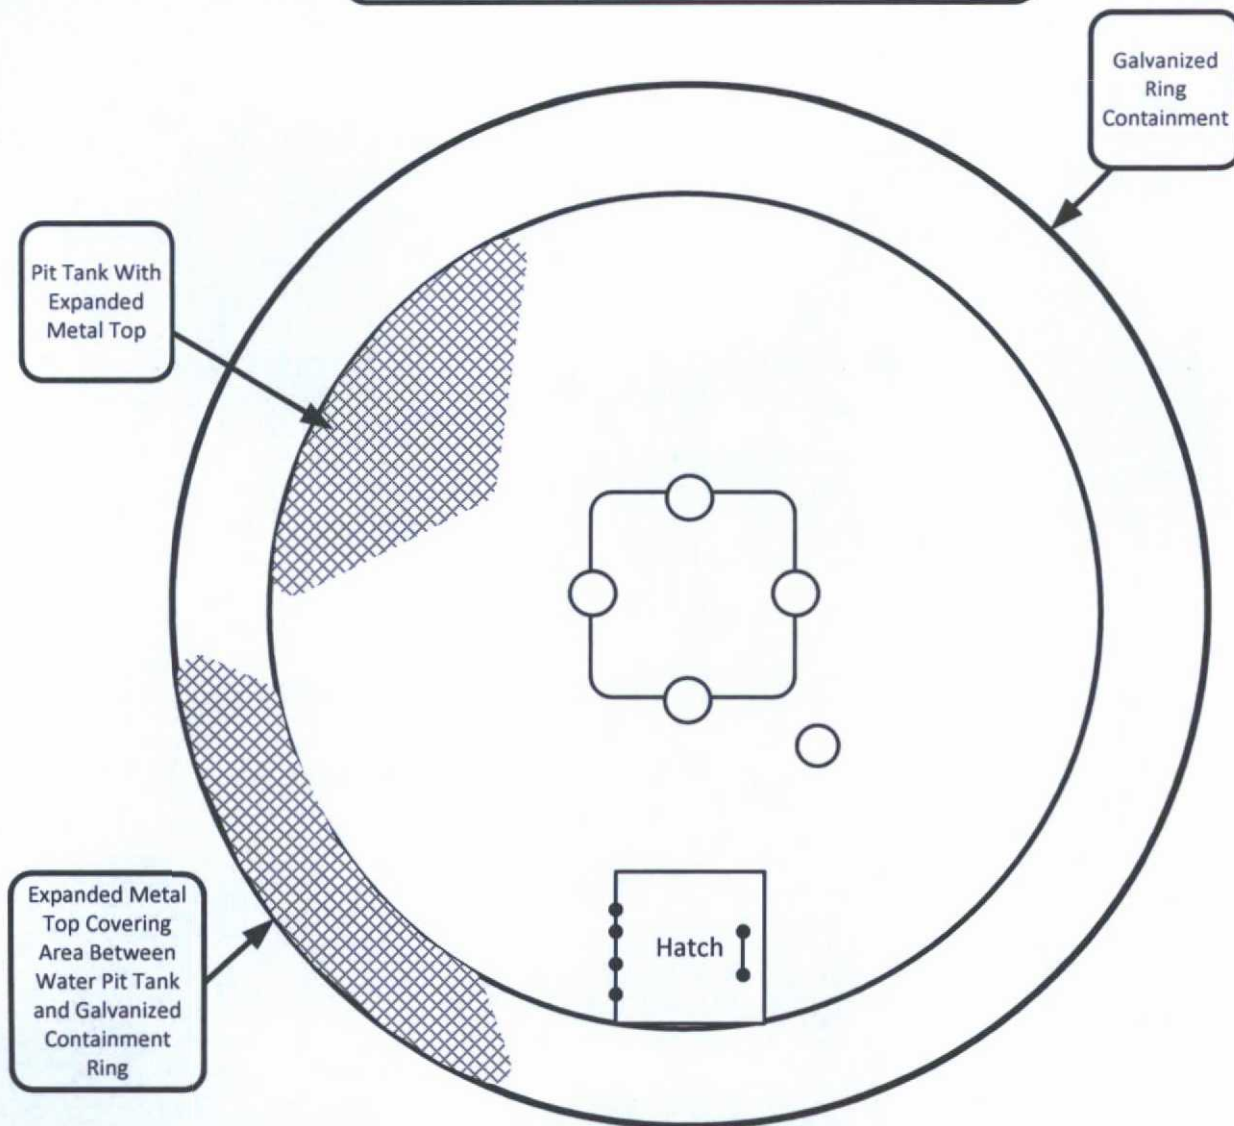 Galvanized
Ring
Containment
Pit Tank With
Expanded
Metal Top
Expanded Metal
Top Covering
Area Between
Water Pit Tank
and Galvanized
Containment
Ring
Hatch